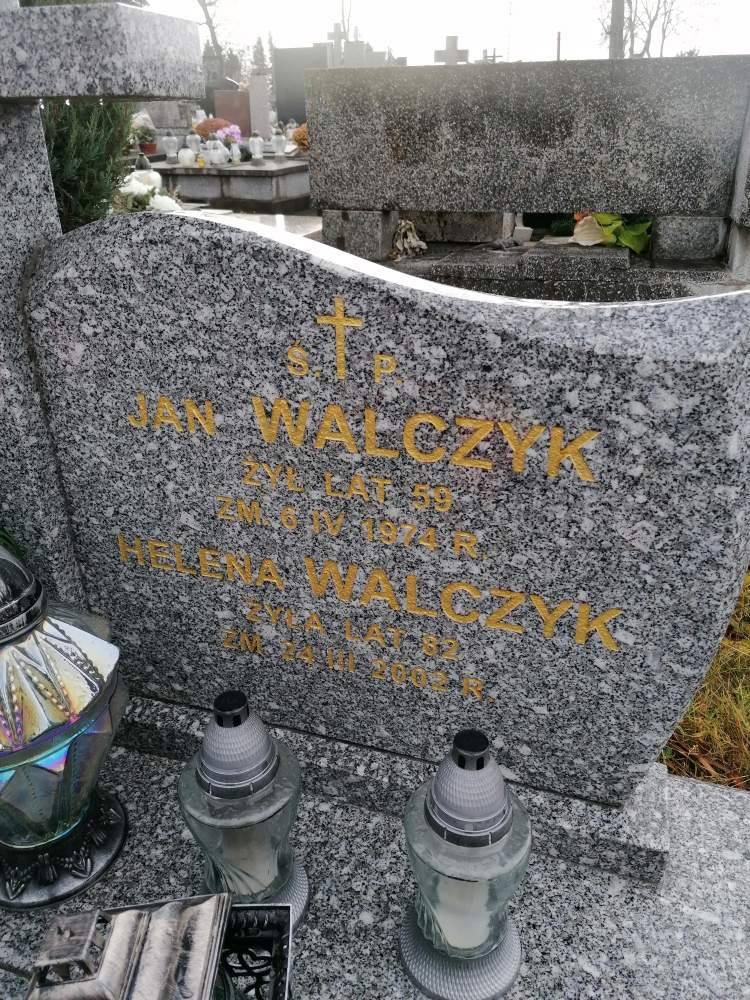 Ś. P.
JAN WALCZYK
ŻYŁ LAT 59
ZM. 6 IV 1974 R.
HELENA WALCZYK
ŻYŁA LAT 82
ZM. 24 III 2002 R.